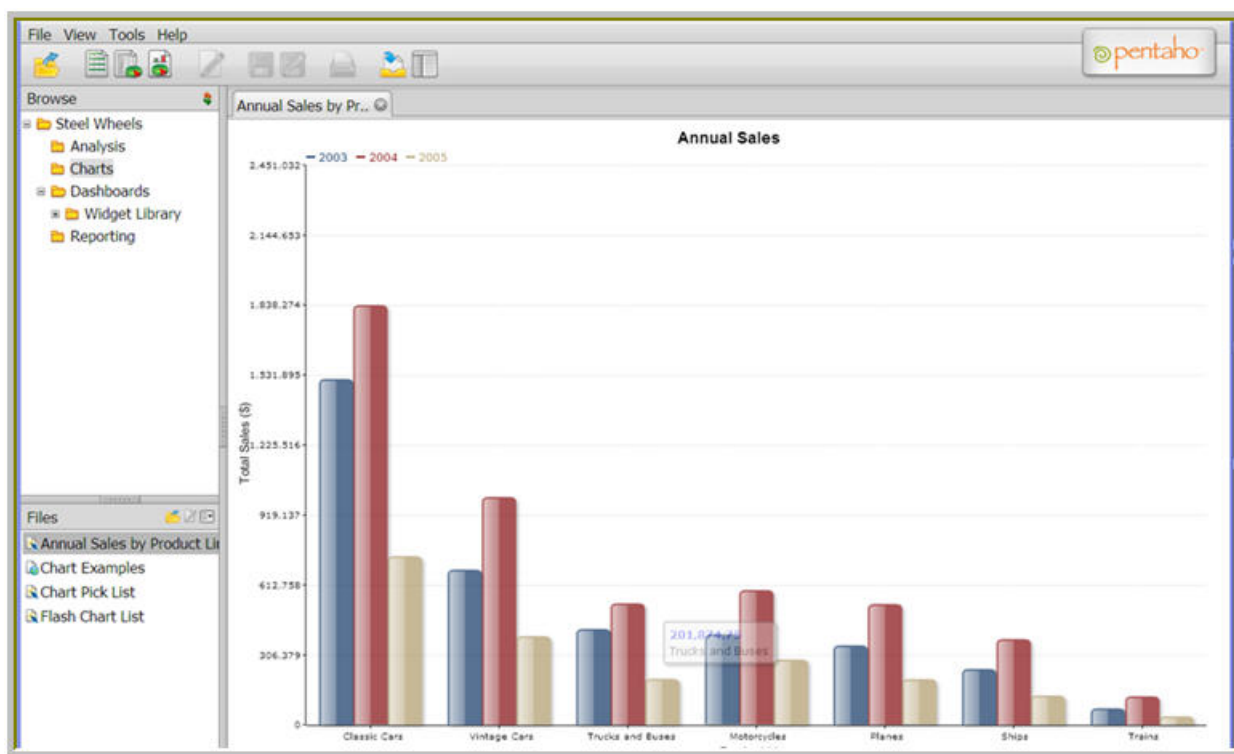 File View Tools Help
pentaho
Browse
Steel Wheels
Analysis
Charts
Dashboards
Widget Library
Reporting
Files
Annual Sales by Product Li
Chart Examples
Chart Pick List
Flash Chart List
Annual Sales by Pr..
Annual Sales
2003 2004 2005
2.451.032
2.144.653
1.838.274
1.531.895
1.225.516
919.137
612.758
306.379
0
Total Sales ($)
201,874,75
Trucks and Buses
Classic Cars Vintage Cars Trucks and Buses Motorcycles Planes Ships Trains